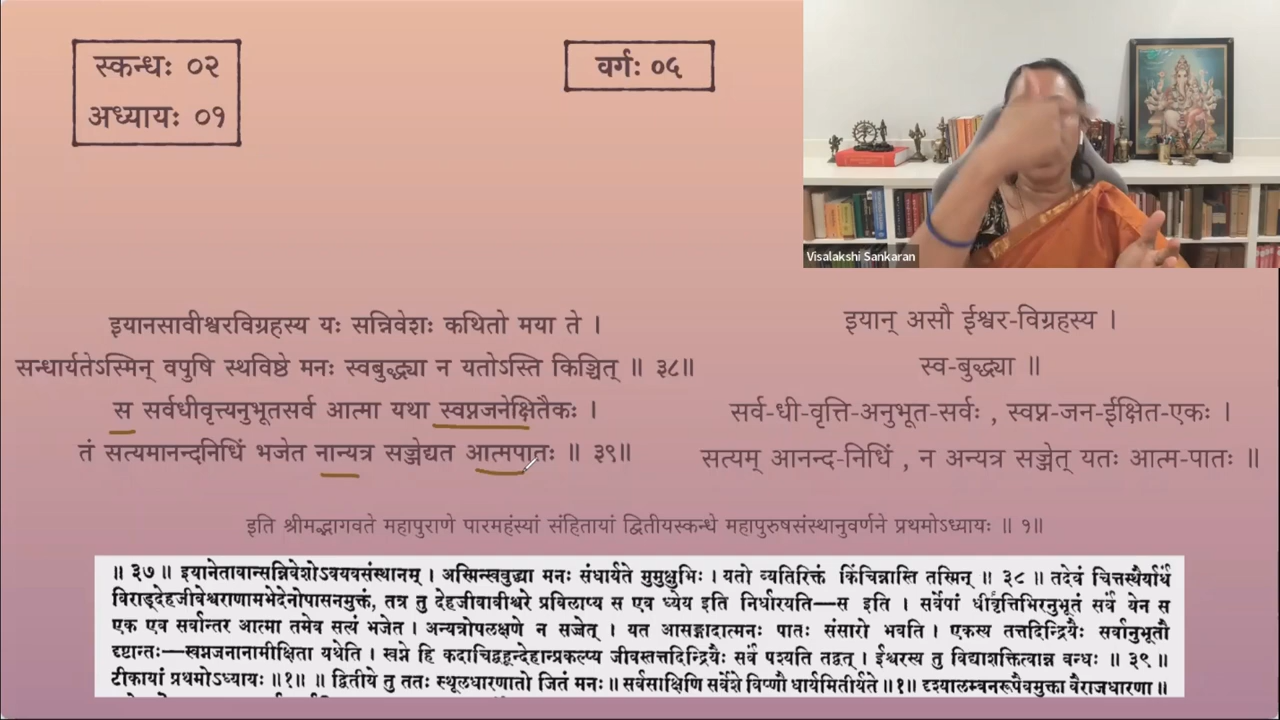 स्कन्धः ०२
अध्यायः ०१
वर्गः ०५
Visalakshi Sankaran
इयानसावीश्वरविग्रहस्य यः सन्निवेशः कथितो मया ते ।
सन्धार्यतेऽस्मिन् वपुषि स्थविष्ठे मनः स्वबुद्ध्या न यतोऽस्ति किञ्चित् ॥ ३८॥
स सर्वधीवृत्त्यनुभूतसर्व आत्मा यथा स्वप्नजनेक्षितैकः ।
तं सत्यमानन्दनिधिं भजेत नान्यत्र सज्जेद्यत आत्मपातः ॥ ३९॥
इयान् असौ ईश्वर-विग्रहस्य ।
स्व-बुद्ध्या ॥
सर्व-धी-वृत्ति-अनुभूत-सर्वः , स्वप्न-जन-ईक्षित-एकः ।
सत्यम् आनन्द-निधिं , न अन्यत्र सज्जेत् यतः आत्म-पातः ॥
इति श्रीमद्भागवते महापुराणे पारमहंस्यां संहितायां द्वितीयस्कन्धे महापुरुषसंस्थानुवर्णने प्रथमोऽध्यायः ॥ १॥
॥ ३७ ॥ इयानेतावान्सन्निवेशोऽवयवसंस्थानम् । अस्मिन्स्वबुद्ध्या मनः संधार्यते मुमुक्षुभिः । यतो व्यतिरिक्तं किंचिन्नास्ति तस्मिन् ॥ ३८ ॥ तदेवं चित्तस्थैर्यार्थं
विराड्देहजीवेश्वराणामभेदेनोपासनमुक्तं, तत्र तु देहजीवावीश्वरे प्रविलाप्य स एव ध्येय इति निर्धारयति—स इति । सर्वेषां धीवृत्तिभिरनुभूतं सर्वं येन स
एक एव सर्वान्तर आत्मा तमेव सत्यं भजेत । अन्यत्रोपलक्षणे न सज्जेत् । यत आसङ्गादात्मनः पातः संसारो भवति । एकस्य तत्तदिन्द्रियैः सर्वानुभूतौ
दृष्टान्तः—स्वप्नजनानामीक्षिता यथेति । स्वप्ने हि कदाचिद्बहून्देहान्प्रकल्प्य जीवस्तत्तदिन्द्रियैः सर्वं पश्यति तद्वत् । ईश्वरस्य तु विद्याशक्तित्वान्न बन्धः ॥ ३९ ॥
टीकायां प्रथमोऽध्यायः ॥१॥ ॥ द्वितीये तु ततः स्थूलधारणातो जितं मनः ॥ सर्वसाक्षिणि सर्वेशे विष्णौ धार्यमितीर्यते ॥१॥ दृश्यालम्बनरूपैवमुक्ता वैराजधारणा ॥